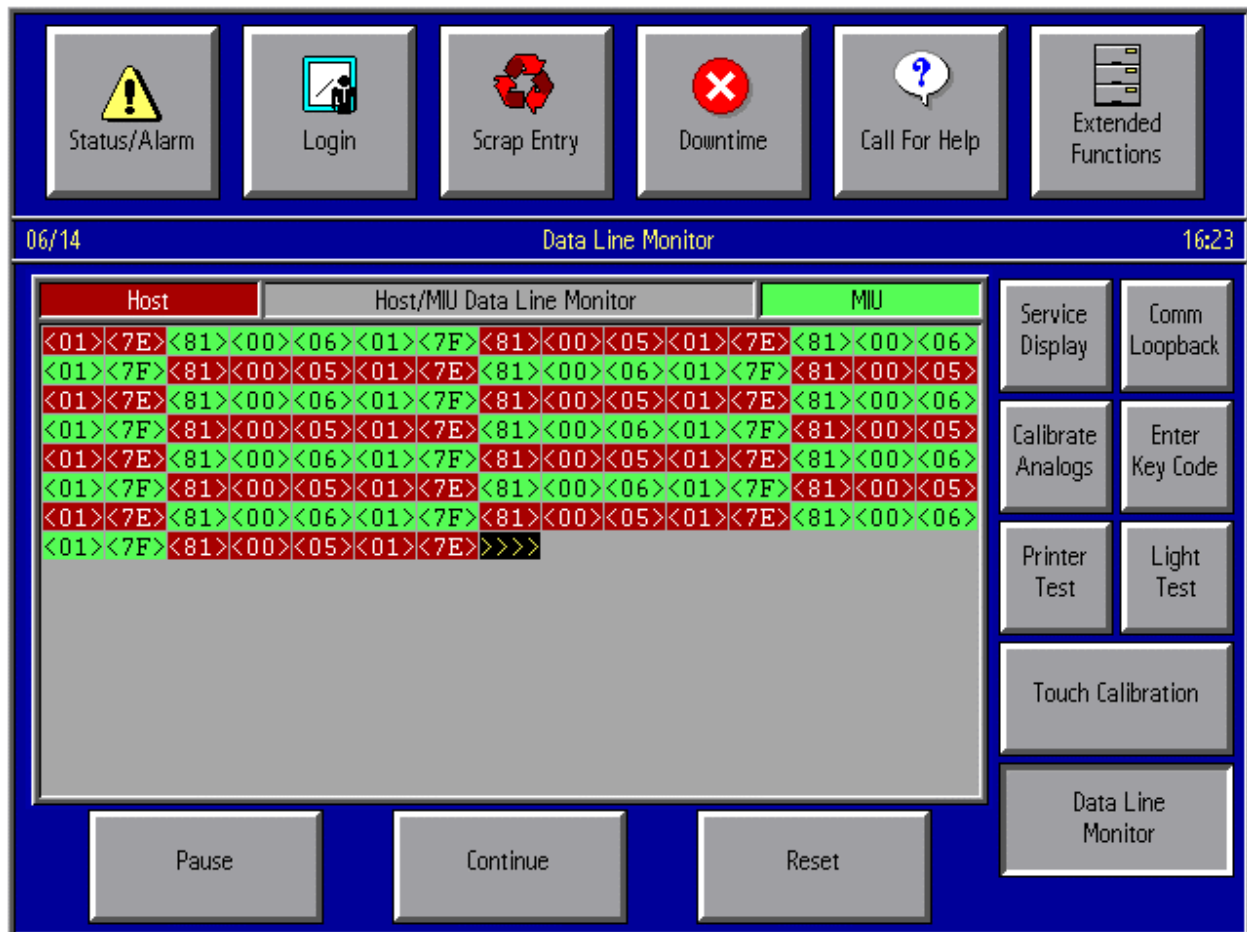 Status/Alarm
Login
Scrap Entry
Downtime
?
Call For Help
Extended
Functions
06/14 Data Line Monitor 16:23
Host Host/MIU Data Line Monitor MIU
<01><7E><81><00><06><01><7F><81><00><05><01><7E><81><00><06>
<01><7F><81><00><05><01><7E><81><00><06><01><7F><81><00><05>
<01><7E><81><00><06><01><7F><81><00><05><01><7E><81><00><06>
<01><7F><81><00><05><01><7E><81><00><06><01><7F><81><00><05>
<01><7E><81><00><06><01><7F><81><00><05><01><7E><81><00><06>
<01><7F><81><00><05><01><7E><81><00><06><01><7F><81><00><05>
<01><7E><81><00><06><01><7F><81><00><05><01><7E><81><00><06>
<01><7F><81><00><05><01><7E>>>>>
Service
Display
Comm
Loopback
Calibrate
Analogs
Enter
Key Code
Printer
Test
Light
Test
Touch Calibration
Data Line
Monitor
Pause
Continue
Reset